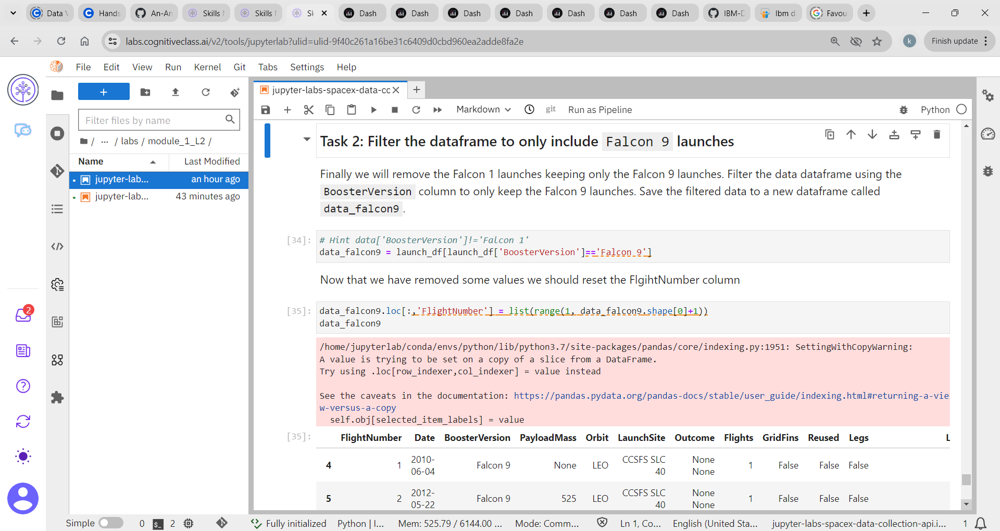 Data V
Hands
An-An
Skills
Skills
Sk
Dash
Dash
Dash
Dash
Dash
Dash
Dash
IBM-D
Ibm d
Favou
labs.cognitiveclass.ai/v2/tools/jupyterlab?ulid=ulid-9f40c261a16be31c6409d0cbd960ea2adde8fa2e
k
Finish update
File Edit View Run Kernel Git Tabs Settings Help
jupyter-labs-spacex-data-cc
Filter files by name
Markdown
git
Run as Pipeline
Python
/ ... / labs / module_1_L2 /
Name Last Modified
jupyter-lab... an hour ago
jupyter-lab... 43 minutes ago
2
Task 2: Filter the dataframe to only include Falcon 9 launches
Finally we will remove the Falcon 1 launches keeping only the Falcon 9 launches. Filter the data dataframe using the
BoosterVersion column to only keep the Falcon 9 launches. Save the filtered data to a new dataframe called
data_falcon9 .
[34]: # Hint data['BoosterVersion']!='Falcon 1'
data_falcon9 = launch_df[launch_df['BoosterVersion']=='Falcon 9']
Now that we have removed some values we should reset the FlgihtNumber column
[35]: data_falcon9.loc[:,'FlightNumber'] = list(range(1, data_falcon9.shape[0]+1))
data_falcon9
/home/jupyterlab/conda/envs/python/lib/python3.7/site-packages/pandas/core/indexing.py:1951: SettingWithCopyWarning:
A value is trying to be set on a copy of a slice from a DataFrame.
Try using .loc[row_indexer,col_indexer] = value instead
See the caveats in the documentation: https://pandas.pydata.org/pandas-docs/stable/user_guide/indexing.html#returning-a-vie
w-versus-a-copy
self.obj[selected_item_labels] = value
[35]: FlightNumber Date BoosterVersion PayloadMass Orbit LaunchSite Outcome Flights GridFins Reused Legs L
4 1 2010-06-04 Falcon 9 None LEO CCSFS SLC 40 None None 1 False False False
5 2 2012-05-22 Falcon 9 525 LEO CCSFS SLC 40 None None 1 False False False
Simple 0 2 Fully initialized Python | I... Mem: 525.79 / 6144.00 ... Mode: Comm... Ln 1, Co... English (United Sta... jupyter-labs-spacex-data-collection-api.i... 1